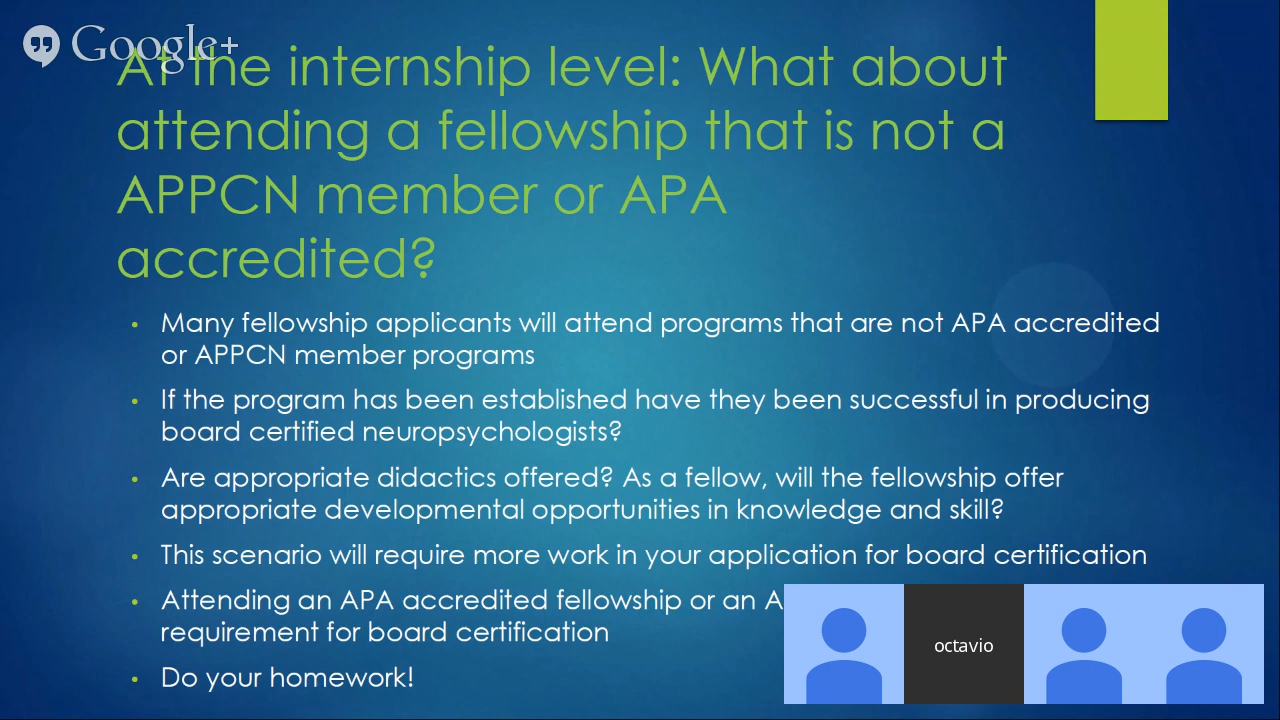 Google+
At the internship level: What about
attending a fellowship that is not a
APPCN member or APA
accredited?
• Many fellowship applicants will attend programs that are not APA accredited
or APPCN member programs
• If the program has been established have they been successful in producing
board certified neuropsychologists?
• Are appropriate didactics offered? As a fellow, will the fellowship offer
appropriate developmental opportunities in knowledge and skill?
• This scenario will require more work in your application for board certification
• Attending an APA accredited fellowship or an A
requirement for board certification
• Do your homework!
octavio